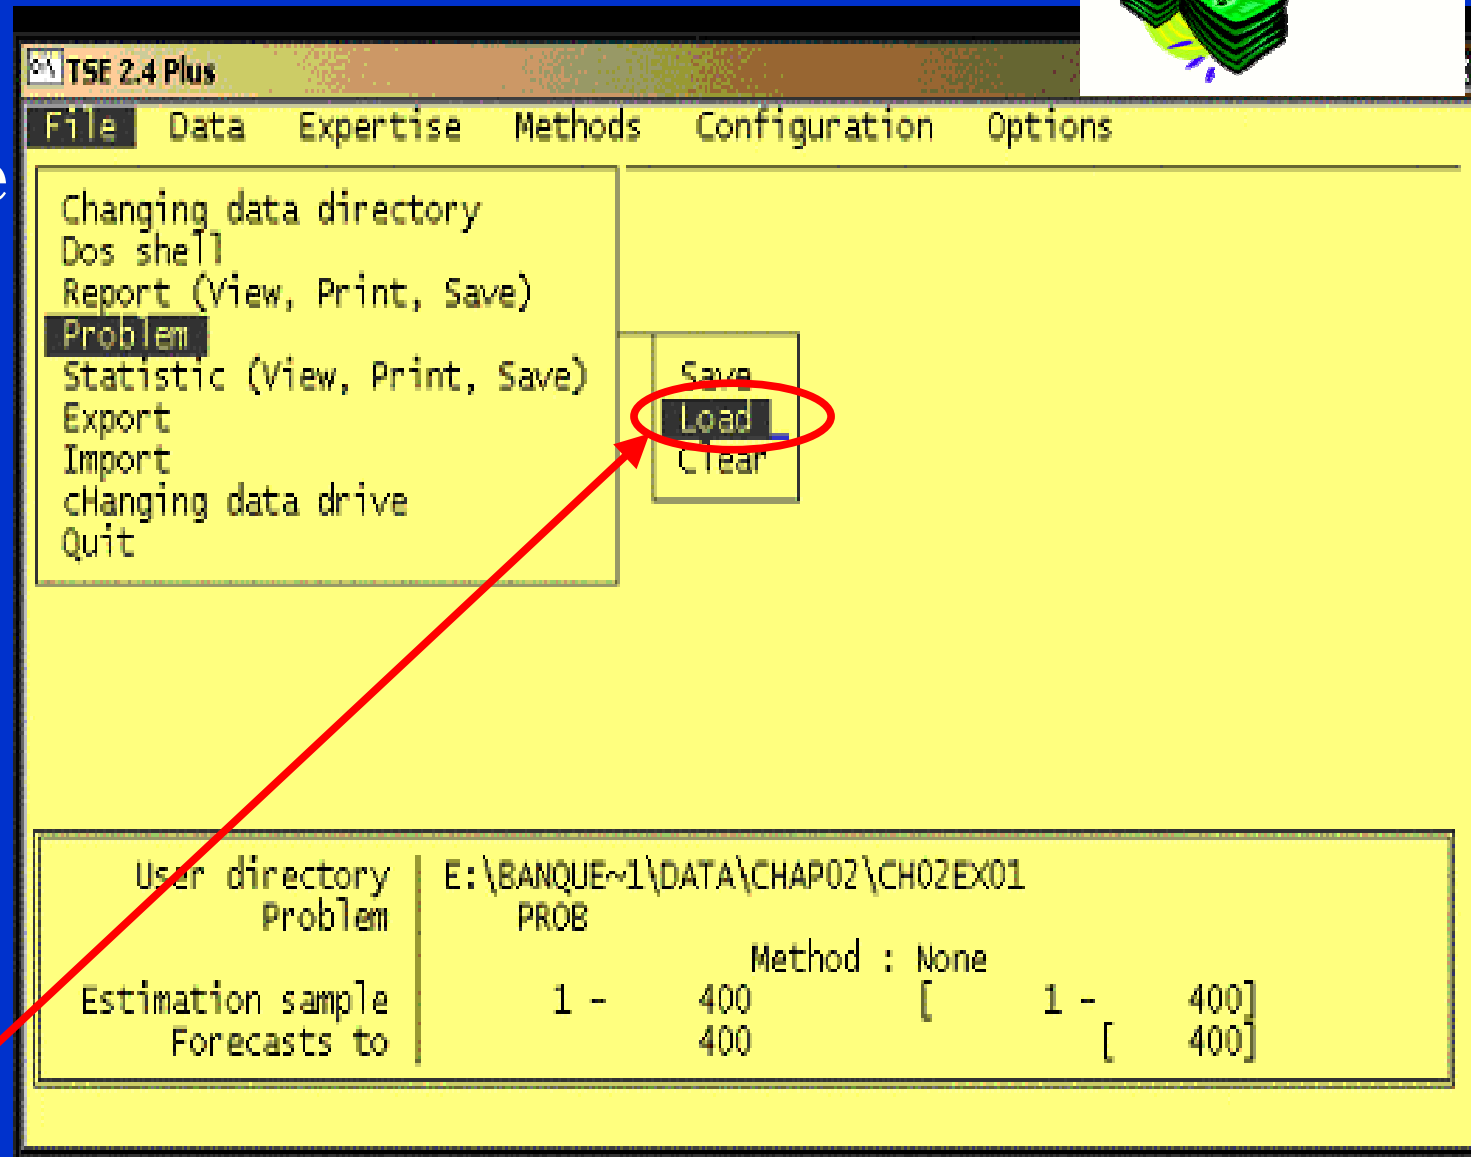 TSE 2.4 Plus
File Data Expertise Methods Configuration Options
e
Changing data directory
Dos shell
Report (View, Print, Save)
Problem
Statistic (View, Print, Save)
Export
Import
cHanging data drive
Quit
Save
Load
Clear
User directory E:\BANQUE~1\DATA\CHAP02\CH02EX01
Problem PROB
Method : None
Estimation sample 1 - 400 [ 1 - 400]
Forecasts to 400 [ 400]